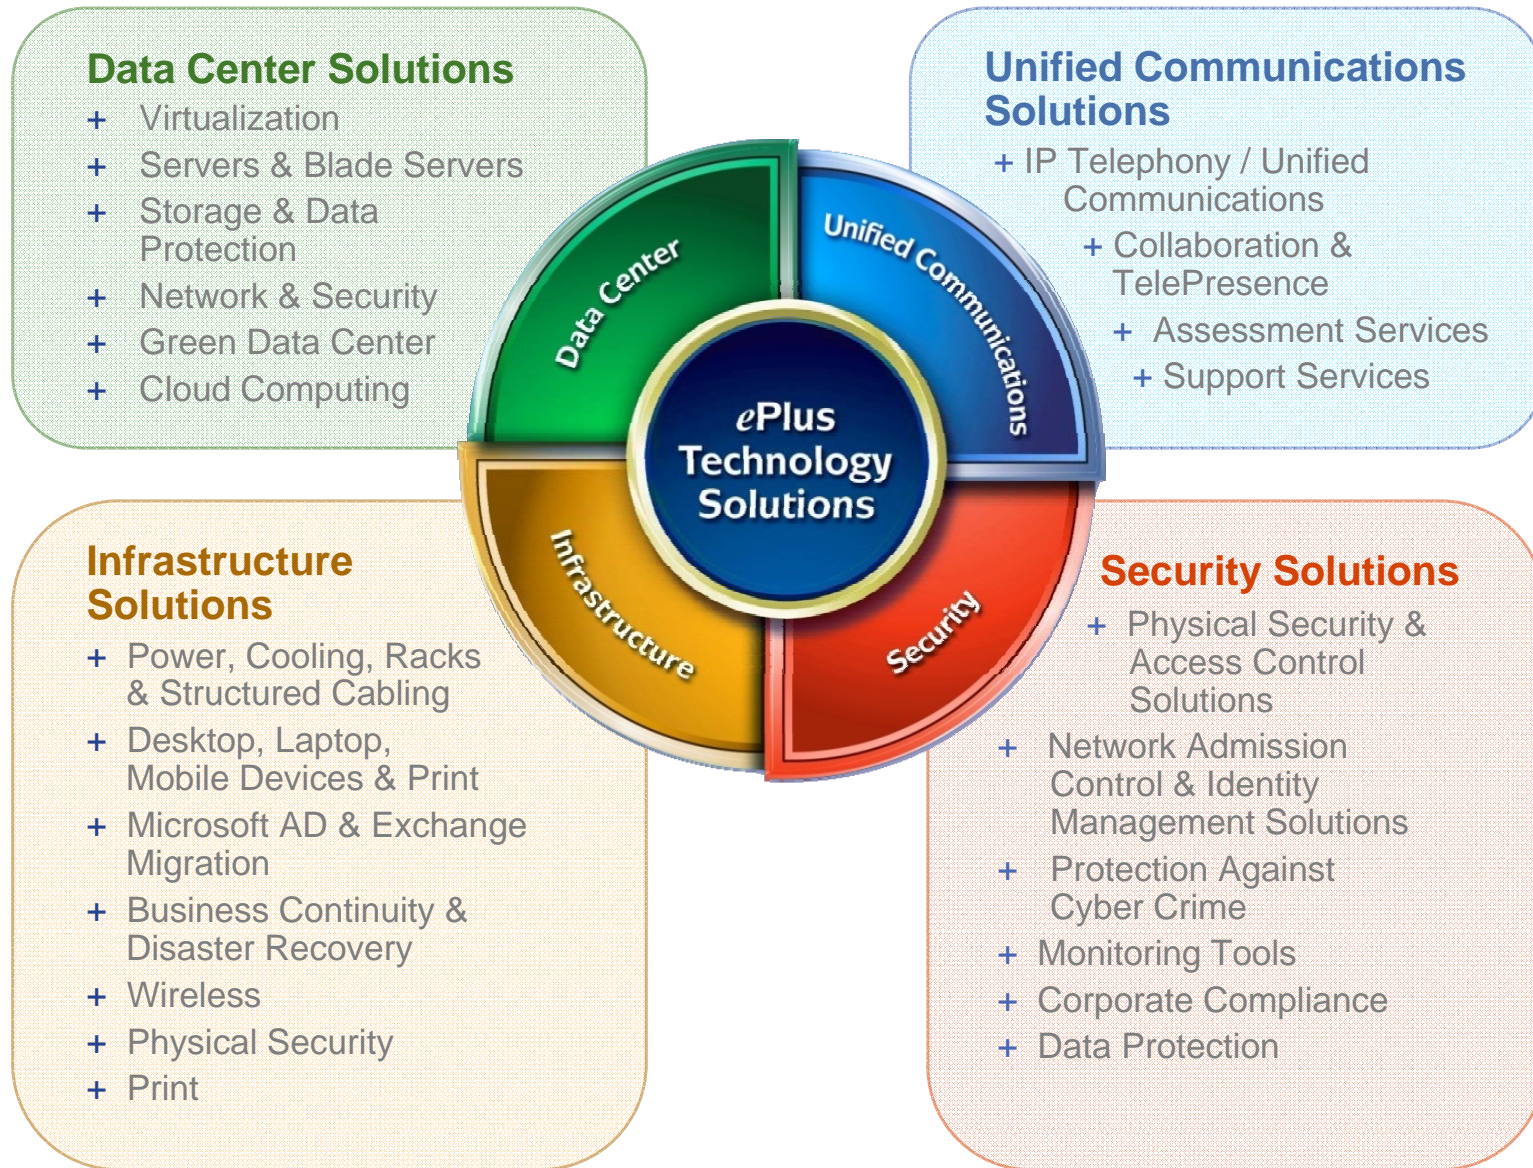 Data Center Solutions
+ Virtualization
+ Servers & Blade Servers
+ Storage & Data
Protection
+ Network & Security
+ Green Data Center
+ Cloud Computing
Unified Communications
Solutions
+ IP Telephony / Unified
Communications
+ Collaboration &
TelePresence
+ Assessment Services
+ Support Services
Data Center
Unified Communications
ePlus
Technology
Solutions
Infrastructure
Security
Infrastructure
Solutions
+ Power, Cooling, Racks
& Structured Cabling
+ Desktop, Laptop,
Mobile Devices & Print
+ Microsoft AD & Exchange
Migration
+ Business Continuity &
Disaster Recovery
+ Wireless
+ Physical Security
+ Print
Security Solutions
+ Physical Security &
Access Control
Solutions
+ Network Admission
Control & Identity
Management Solutions
+ Protection Against
Cyber Crime
+ Monitoring Tools
+ Corporate Compliance
+ Data Protection